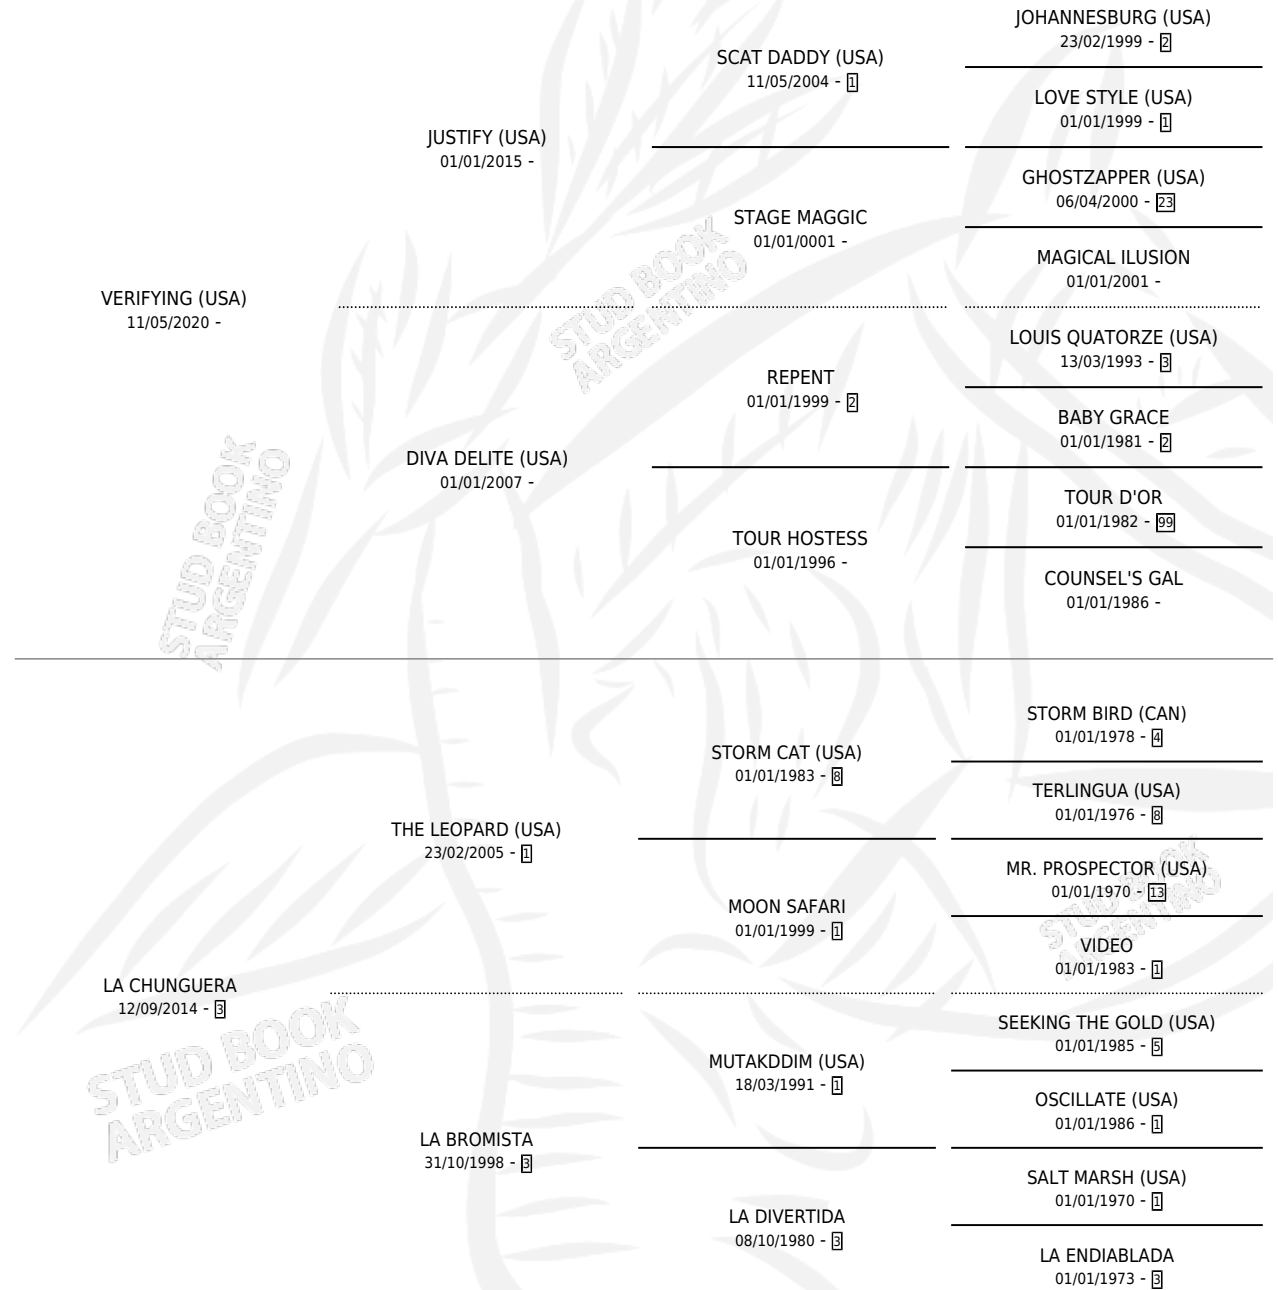 JOHANNESBURG (USA)
23/02/1999 - 2
SCAT DADDY (USA)
11/05/2004 - 1
LOVE STYLE (USA)
01/01/1999 - 1
JUSTIFY (USA)
01/01/2015 -
GHOSTZAPPER (USA)
06/04/2000 - 23
STAGE MAGGIC
01/01/0001 -
MAGICAL ILUSION
01/01/2001 -
VERIFYING (USA)
11/05/2020 -
LOUIS QUATORZE (USA)
13/03/1993 - 3
REPENT
01/01/1999 - 2
BABY GRACE
01/01/1981 - 2
DIVA DELITE (USA)
01/01/2007 -
TOUR D'OR
01/01/1982 - 99
TOUR HOSTESS
01/01/1996 -
COUNSEL'S GAL
01/01/1986 -
STUD BOOK
ARGENTINO
STUD BOOK
ARGENTINO
STORM BIRD (CAN)
01/01/1978 - 4
STORM CAT (USA)
01/01/1983 - 8
TERLINGUA (USA)
01/01/1976 - 8
THE LEOPARD (USA)
23/02/2005 - 1
MR. PROSPECTOR (USA)
01/01/1970 - 13
MOON SAFARI
01/01/1999 - 1
VIDEO
01/01/1983 - 1
LA CHUNGUERA
12/09/2014 - 3
SEEKING THE GOLD (USA)
01/01/1985 - 5
MUTAKDDIM (USA)
18/03/1991 - 1
OSCILLATE (USA)
01/01/1986 - 1
LA BROMISTA
31/10/1998 - 3
SALT MARSH (USA)
01/01/1970 - 1
LA DIVERTIDA
08/10/1980 - 3
LA ENDIABLADA
01/01/1973 - 3
STUD BOOK
ARGENTINO
STUD BOOK
ARGENTINO